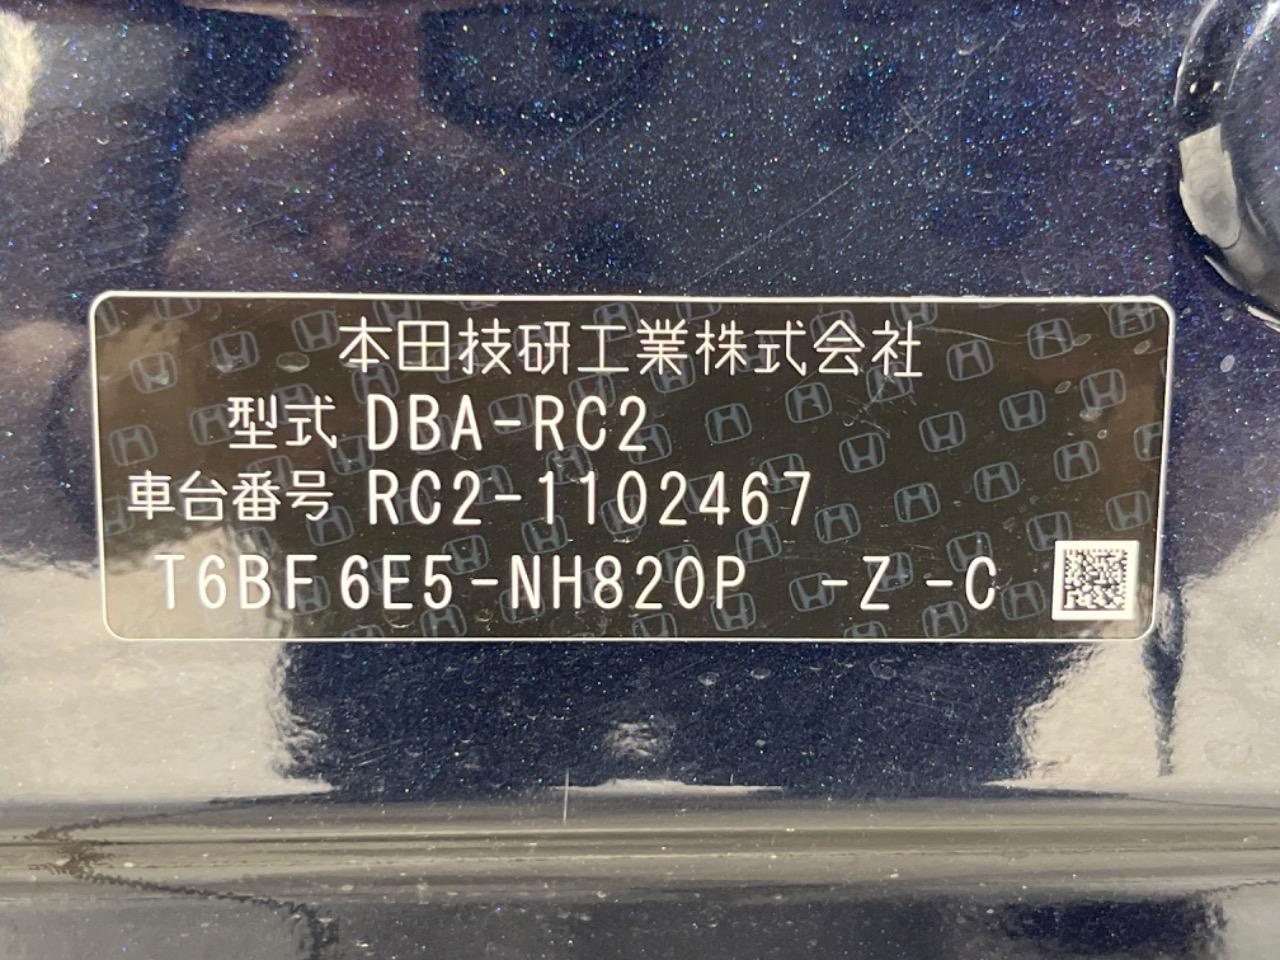 本田技研工業株式会社
型式 DBA-RC2
車台番号 RC2-1102467
T6BF6E5-NH820P -Z-C